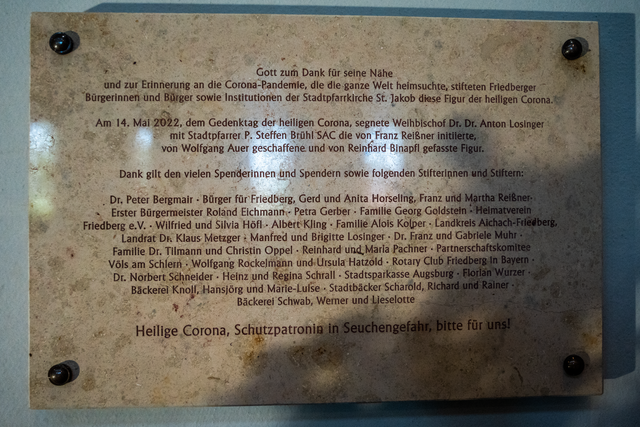 Gott zum Dank für seine Nähe
und zur Erinnerung an die Corona-Pandemie, die die ganze Welt heimsuchte, stifteten Friedberger
Bürgerinnen und Bürger sowie Institutionen der Stadtpfarrkirche St. Jakob diese Figur der heiligen Corona.
Am 14. Mai 2022, dem Gedenktag der heiligen Corona, segnete Weihbischof Dr. Dr. Anton Losinger
mit Stadtpfarrer P. Steffen Brühl SAC die von Franz Reißner initiierte,
von Wolfgang Auer geschaffene und von Reinhard Binapfl gefasste Figur.
Dank gilt den vielen Spenderinnen und Spendern sowie folgenden Stifterinnen und Stiftern:
Dr. Peter Bergmair · Bürger für Friedberg, Gerd und Anita Horseling, Franz und Martha Reißner·
Erster Bürgermeister Roland Eichmann · Petra Gerber · Familie Georg Goldstein · Heimatverein
Friedberg e.V. · Wilfried und Silvia Höfl · Albert Kling · Familie Alois Kolper · Landkreis Aichach-Friedberg,
Landrat Dr. Klaus Metzger · Manfred und Brigitte Losinger · Dr. Franz und Gabriele Muhr ·
Familie Dr. Tilmann und Christin Oppel · Reinhard und Maria Pachner · Partnerschaftskomitee
Völs am Schlern · Wolfgang Rockelmann und Ursula Hatzold · Rotary Club Friedberg in Bayern ·
Dr. Norbert Schneider · Heinz und Regina Schrall · Stadtsparkasse Augsburg · Florian Wurzer ·
Bäckerei Knoll, Hansjörg und Marie-Luise · Stadtbäcker Scharold, Richard und Rainer ·
Bäckerei Schwab, Werner und Lieselotte
Heilige Corona, Schutzpatronin in Seuchengefahr, bitte für uns!